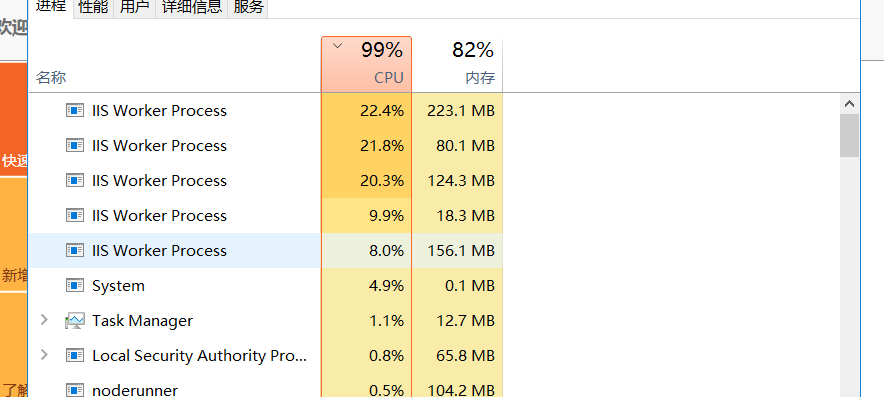 进程 性能 用户 详细信息 服务
欢迎
99% 82%
名称 CPU 内存
IIS Worker Process 22.4% 223.1 MB
IIS Worker Process 21.8% 80.1 MB
快速
IIS Worker Process 20.3% 124.3 MB
IIS Worker Process 9.9% 18.3 MB
IIS Worker Process 8.0% 156.1 MB
新增
System 4.9% 0.1 MB
Task Manager 1.1% 12.7 MB
Local Security Authority Pro... 0.8% 65.8 MB
了解
noderunner 0.5% 104.2 MB